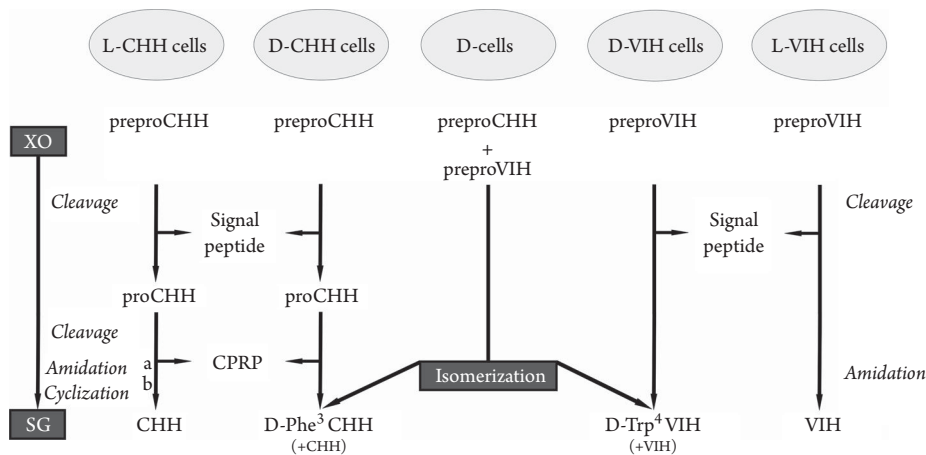 L-CHH cells
D-CHH cells
D-cells
D-VIH cells
L-VIH cells
preproCHH
preproCHH
preproCHH
+
preproVIH
preproVIH
preproVIH
XO
Cleavage
Signal
peptide
Signal
peptide
Cleavage
proCHH
proCHH
Cleavage
Amidation
Cyclization
a
b
CPRP
Isomerization
Amidation
SG
CHH
D-Phe³ CHH
(+CHH)
D-Trp⁴ VIH
(+VIH)
VIH